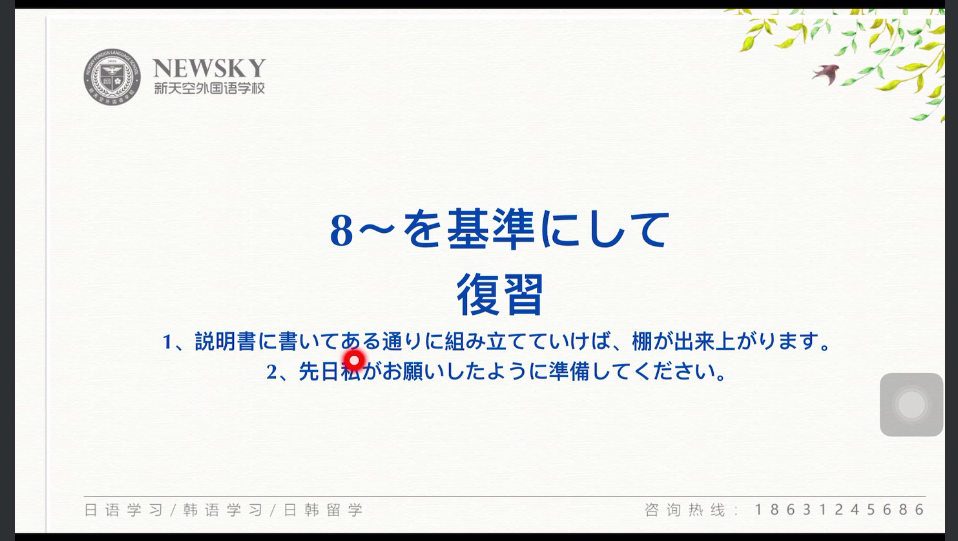 NEWSKY
新天空外国语学校
8～を基準にして
復習
1、説明書に書いてある通りに組み立てていけば、棚が出来上がります。
2、先日私がお願いしたように準備してください。
日语学习/韩语学习/日韩留学
咨询热线：18631245686